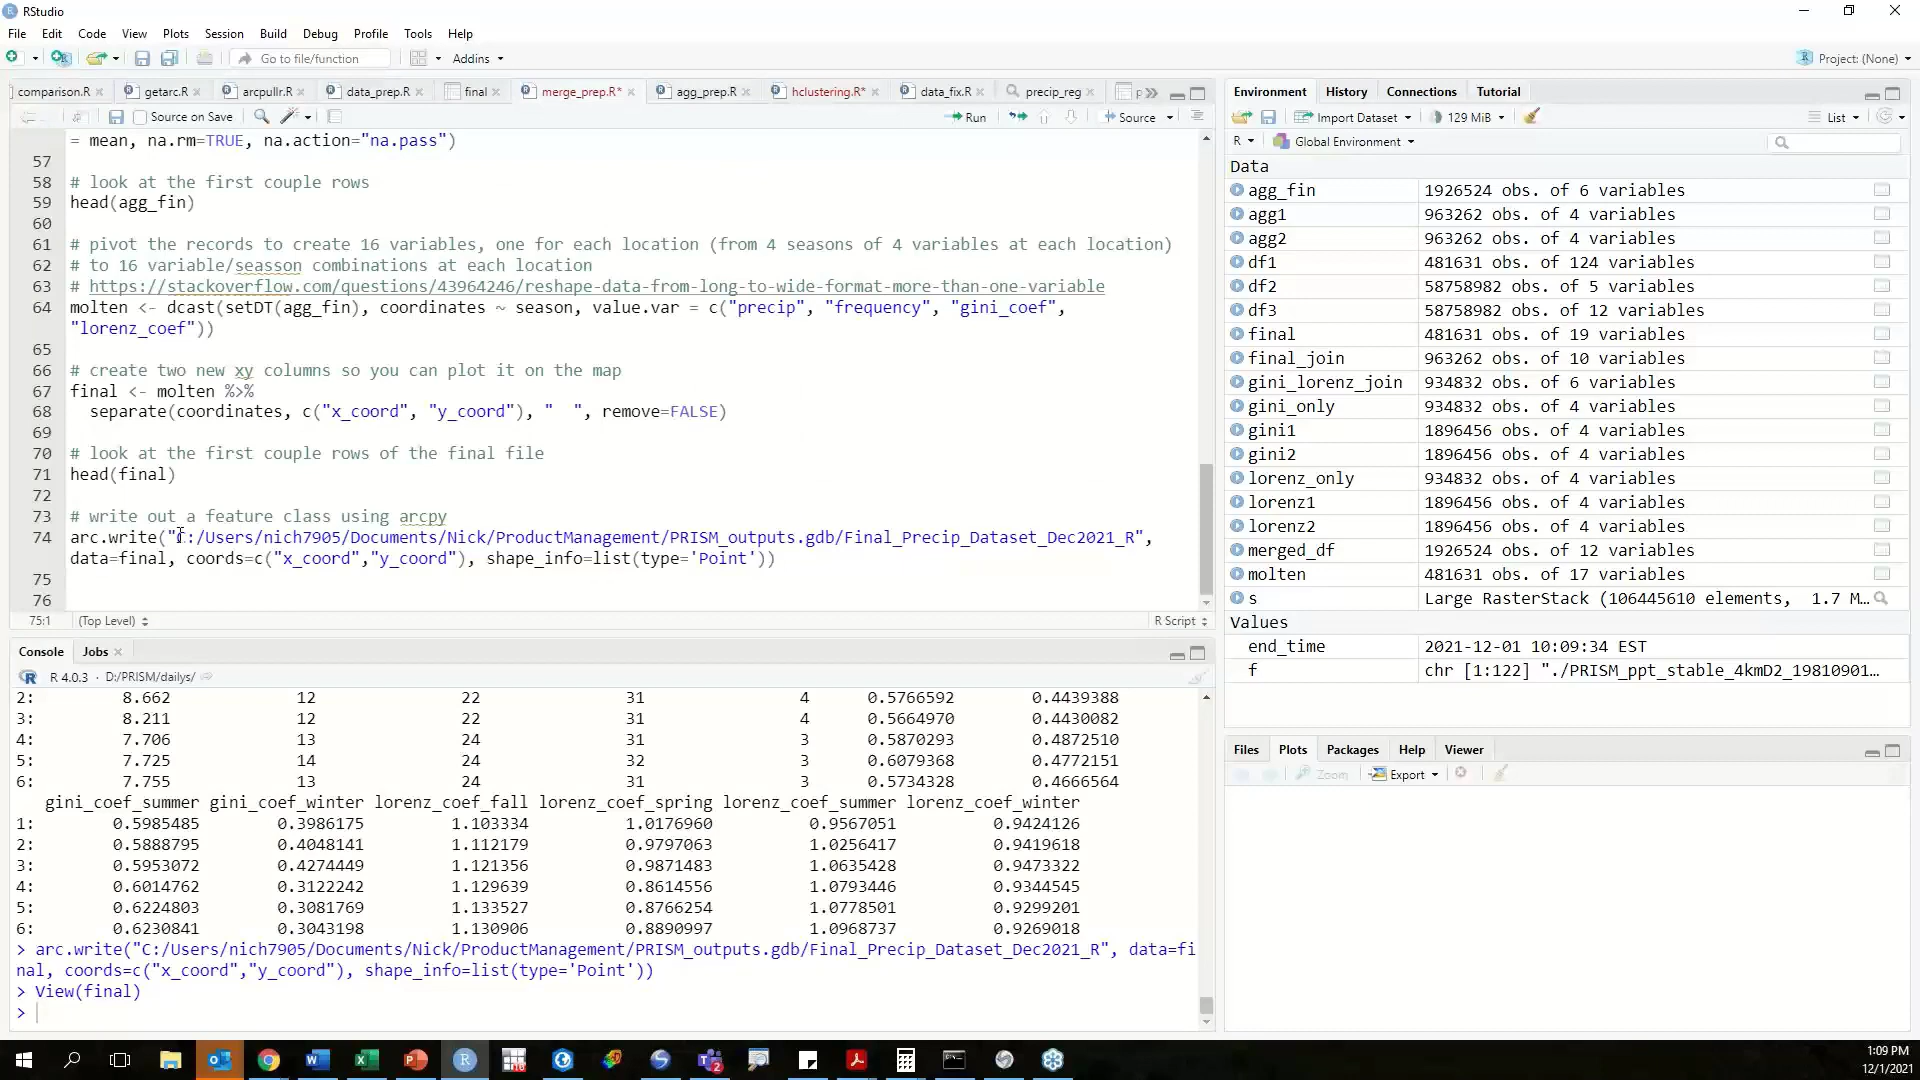 RStudio
File Edit Code View Plots Session Build Debug Profile Tools Help
Go to file/function Addins Project: (None)
comparison.R getarc.R arcpullr.R data_prep.R final merge_prep.R* agg_prep.R hclustering.R* data_fix.R precip_reg p
Source on Save Run Source
= mean, na.rm=TRUE, na.action="na.pass")
57
58 # look at the first couple rows
59 head(agg_fin)
60
61 # pivot the records to create 16 variables, one for each location (from 4 seasons of 4 variables at each location)
62 # to 16 variable/seasson combinations at each location
63 # https://stackoverflow.com/questions/43964246/reshape-data-from-long-to-wide-format-more-than-one-variable
64 molten <- dcast(setDT(agg_fin), coordinates ~ season, value.var = c("precip", "frequency", "gini_coef",
"lorenz_coef"))
65
66 # create two new xy columns so you can plot it on the map
67 final <- molten %>%
68 separate(coordinates, c("x_coord", "y_coord"), "  ", remove=FALSE)
69
70 # look at the first couple rows of the final file
71 head(final)
72
73 # write out a feature class using arcpy
74 arc.write("C:/Users/nich7905/Documents/Nick/ProductManagement/PRISM_outputs.gdb/Final_Precip_Dataset_Dec2021_R",
data=final, coords=c("x_coord","y_coord"), shape_info=list(type='Point'))
75
76
75:1 (Top Level) R Script
Console Jobs
R 4.0.3 · D:/PRISM/dailys/
2: 8.662 12 22 31 4 0.5766592 0.4439388
3: 8.211 12 22 31 4 0.5664970 0.4430082
4: 7.706 13 24 31 3 0.5870293 0.4872510
5: 7.725 14 24 32 3 0.6079368 0.4772151
6: 7.755 13 24 31 3 0.5734328 0.4666564
gini_coef_summer gini_coef_winter lorenz_coef_fall lorenz_coef_spring lorenz_coef_summer lorenz_coef_winter
1: 0.5985485 0.3986175 1.103334 1.0176960 0.9567051 0.9424126
2: 0.5888795 0.4048141 1.112179 0.9797063 1.0256417 0.9419618
3: 0.5953072 0.4274449 1.121356 0.9871483 1.0635428 0.9473322
4: 0.6014762 0.3122242 1.129639 0.8614556 1.0793446 0.9344545
5: 0.6224803 0.3081769 1.133527 0.8766254 1.0778501 0.9299201
6: 0.6230841 0.3043198 1.130906 0.8890997 1.0968737 0.9269018
> arc.write("C:/Users/nich7905/Documents/Nick/ProductManagement/PRISM_outputs.gdb/Final_Precip_Dataset_Dec2021_R", data=fi
nal, coords=c("x_coord","y_coord"), shape_info=list(type='Point'))
> View(final)
>
Environment History Connections Tutorial
Import Dataset 129 MiB List
R Global Environment
Data
agg_fin 1926524 obs. of 6 variables
agg1 963262 obs. of 4 variables
agg2 963262 obs. of 4 variables
df1 481631 obs. of 124 variables
df2 58758982 obs. of 5 variables
df3 58758982 obs. of 12 variables
final 481631 obs. of 19 variables
final_join 963262 obs. of 10 variables
gini_lorenz_join 934832 obs. of 6 variables
gini_only 934832 obs. of 4 variables
gini1 1896456 obs. of 4 variables
gini2 1896456 obs. of 4 variables
lorenz_only 934832 obs. of 4 variables
lorenz1 1896456 obs. of 4 variables
lorenz2 1896456 obs. of 4 variables
merged_df 1926524 obs. of 12 variables
molten 481631 obs. of 17 variables
s Large RasterStack (106445610 elements, 1.7 M…
Values
end_time 2021-12-01 10:09:34 EST
f chr [1:122] "./PRISM_ppt_stable_4kmD2_19810901…
Files Plots Packages Help Viewer
Zoom Export
1:09 PM
12/1/2021